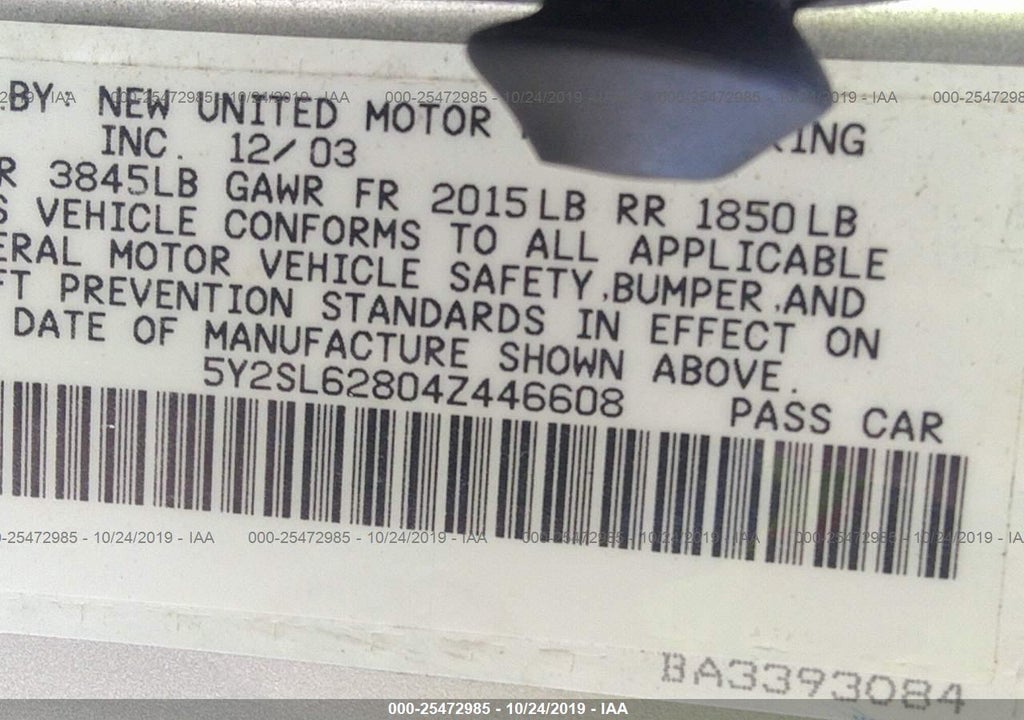 .BY: NEW UNITED MOTOR
INC. 12/03
3845LB GAWR FR 2015LB RR 1850LB
VEHICLE CONFORMS TO ALL APPLICABLE
ERAL MOTOR VEHICLE SAFETY,BUMPER,AND
FT PREVENTION STANDARDS IN EFFECT ON
DATE OF MANUFACTURE SHOWN ABOVE.
5Y2SL62804Z446608 PASS CAR
BA3393084
000-25472985 - 10/24/2019 - IAA